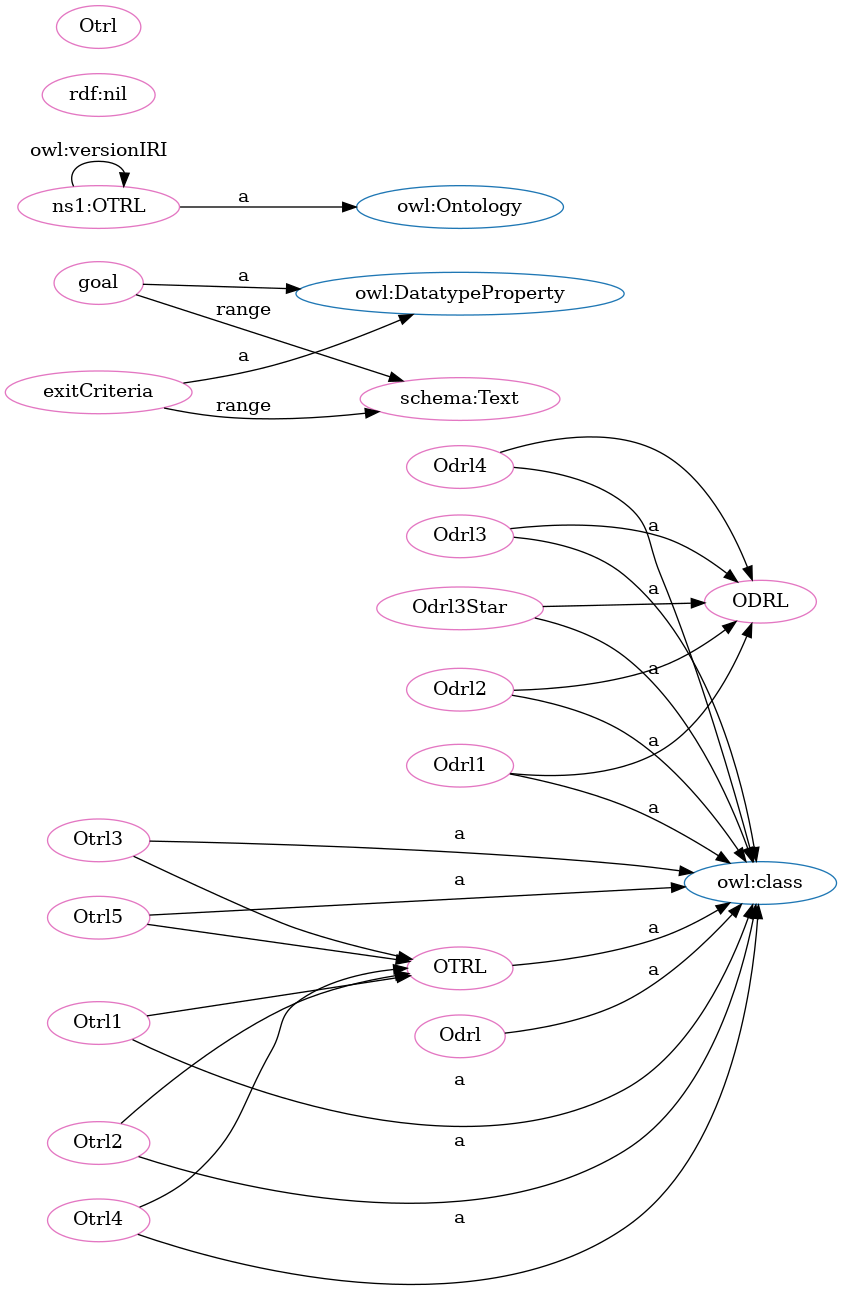 Otrl
rdf:nil
owl:versionIRI
ns1:OTRL
a
owl:Ontology
goal
a
owl:DatatypeProperty
range
a
exitCriteria
range
schema:Text
Odrl4
Odrl3
a
a
ODRL
Odrl3Star
a
Odrl2
a
Odrl1
a
Otrl3
a
owl:class
a
Otrl5
a
OTRL
a
Otrl1
Odrl
a
Otrl2
a
Otrl4
a